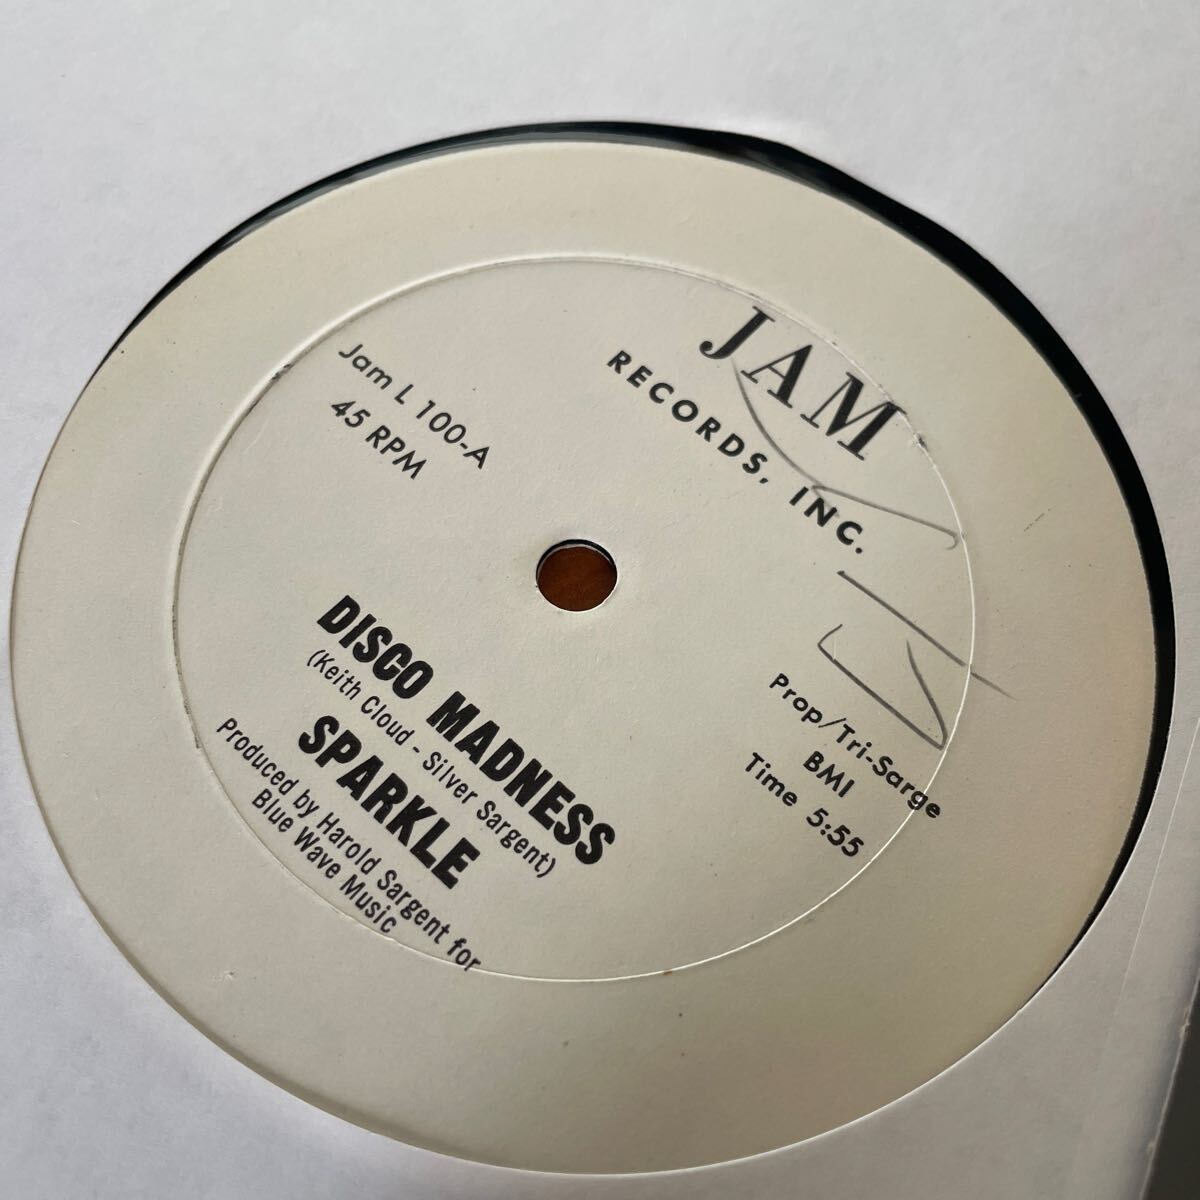 JAM
RECORDS, INC.
Jam L 100-A
45 RPM
Prop/Tri-Sarge
BMI
Time 5:55
DISCO MADNESS
(Keith Cloud - Silver Sargent)
SPARKLE
Produced by Harold Sargent for
Blue Wave Music